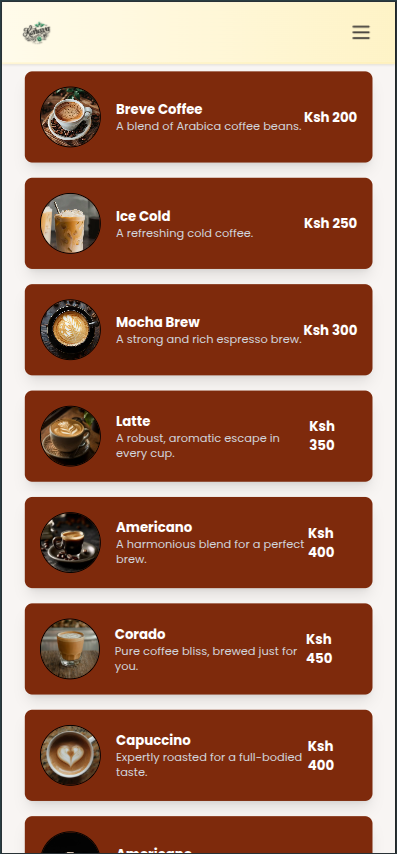 Kahawa
Breve Coffee
A blend of Arabica coffee beans.
Ksh 200
Ice Cold
A refreshing cold coffee.
Ksh 250
Mocha Brew
A strong and rich espresso brew.
Ksh 300
Latte
A robust, aromatic escape in
every cup.
Ksh
350
Americano
A harmonious blend for a perfect
brew.
Ksh
400
Corado
Pure coffee bliss, brewed just for
you.
Ksh
450
Capuccino
Expertly roasted for a full-bodied
taste.
Ksh
400
Americano